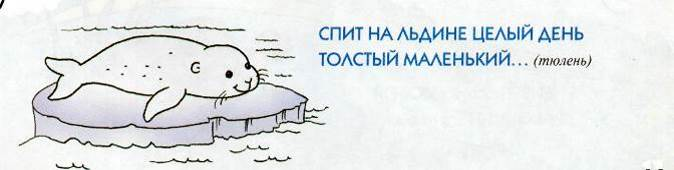 СПИТ НА ЛЬДИНЕ ЦЕЛЫЙ ДЕНЬ
ТОЛСТЫЙ МАЛЕНЬКИЙ... (тюлень)